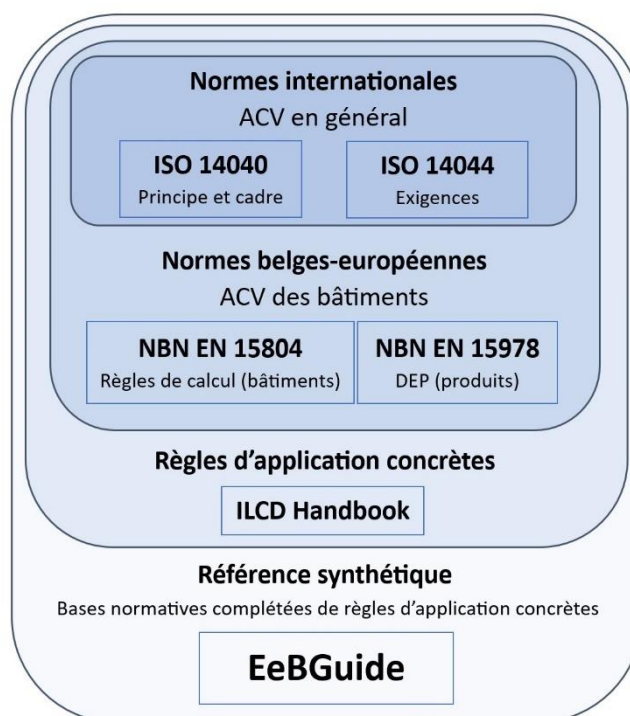 Normes internationales
ACV en général
ISO 14040
Principe et cadre
ISO 14044
Exigences
Normes belges-européennes
ACV des bâtiments
NBN EN 15804
Règles de calcul (bâtiments)
NBN EN 15978
DEP (produits)
Règles d'application concrètes
ILCD Handbook
Référence synthétique
Bases normatives complétées de règles d'application concrètes
EeBGuide